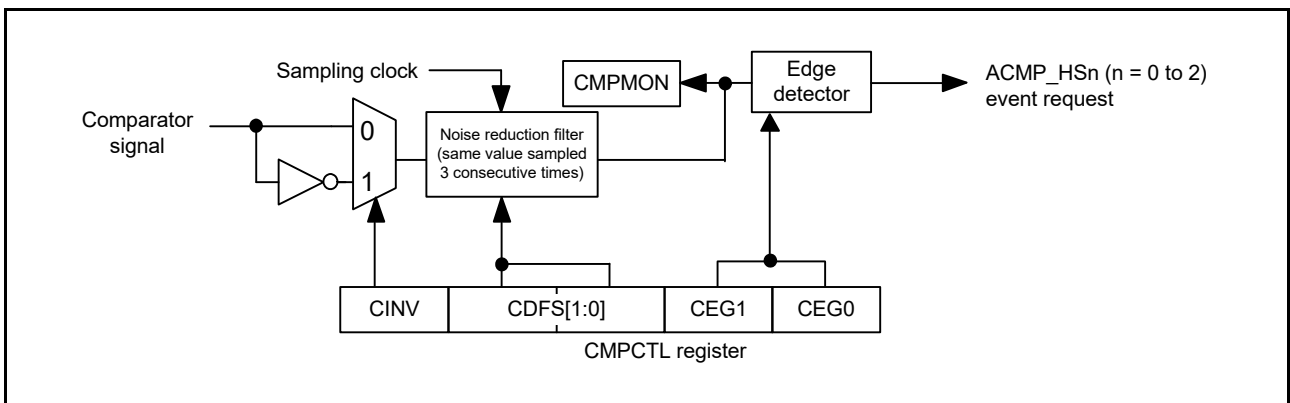 Sampling clock
CMPMON
Edge
detector
ACMP_HSn (n = 0 to 2)
event request
Comparator
signal
0
1
Noise reduction filter
(same value sampled
3 consecutive times)
CINV
CDFS[1:0]
CEG1
CEG0
CMPCTL register